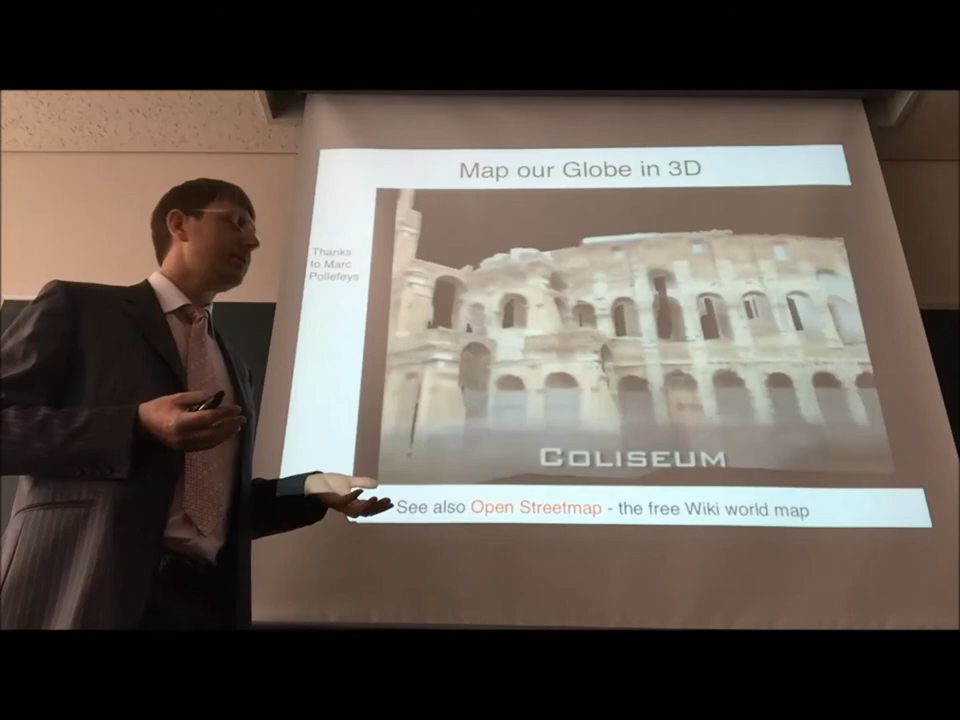 Map our Globe in 3D
Thanks
to Marc
Pollefeys
COLISEUM
See also Open Streetmap - the free Wiki world map